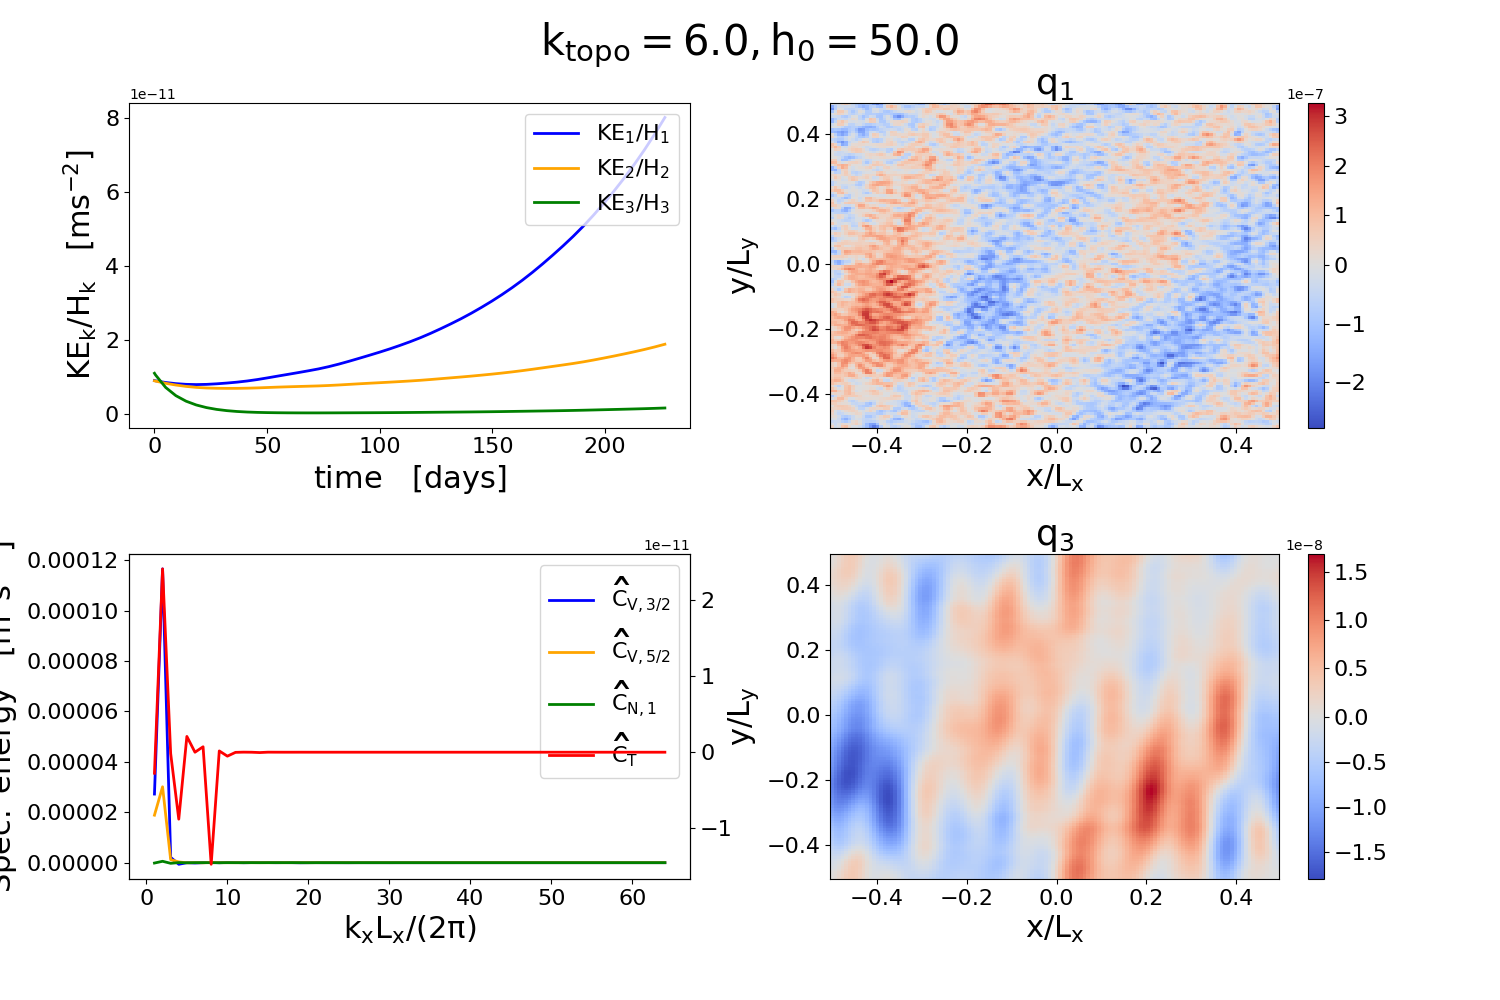 k_topo = 6.0, h_0 = 50.0
1e−11
8
6
4
2
0
KE_k/H_k [ms^−2]
KE_1/H_1
KE_2/H_2
KE_3/H_3
0 50 100 150 200
time [days]
q_1
1e−7
0.4
0.2
0.0
−0.2
−0.4
y/L_y
−0.4 −0.2 0.0 0.2 0.4
x/L_x
3
2
1
0
−1
−2
1e−11
0.00012
0.00010
0.00008
0.00006
0.00004
0.00002
0.00000
Spec. energy
2
1
0
−1
Ĉ_V, 3/2
Ĉ_V, 5/2
Ĉ_N, 1
Ĉ_T
0 10 20 30 40 50 60
k_xL_x/(2π)
q_3
1e−8
0.4
0.2
0.0
−0.2
−0.4
y/L_y
−0.4 −0.2 0.0 0.2 0.4
x/L_x
1.5
1.0
0.5
0.0
−0.5
−1.0
−1.5